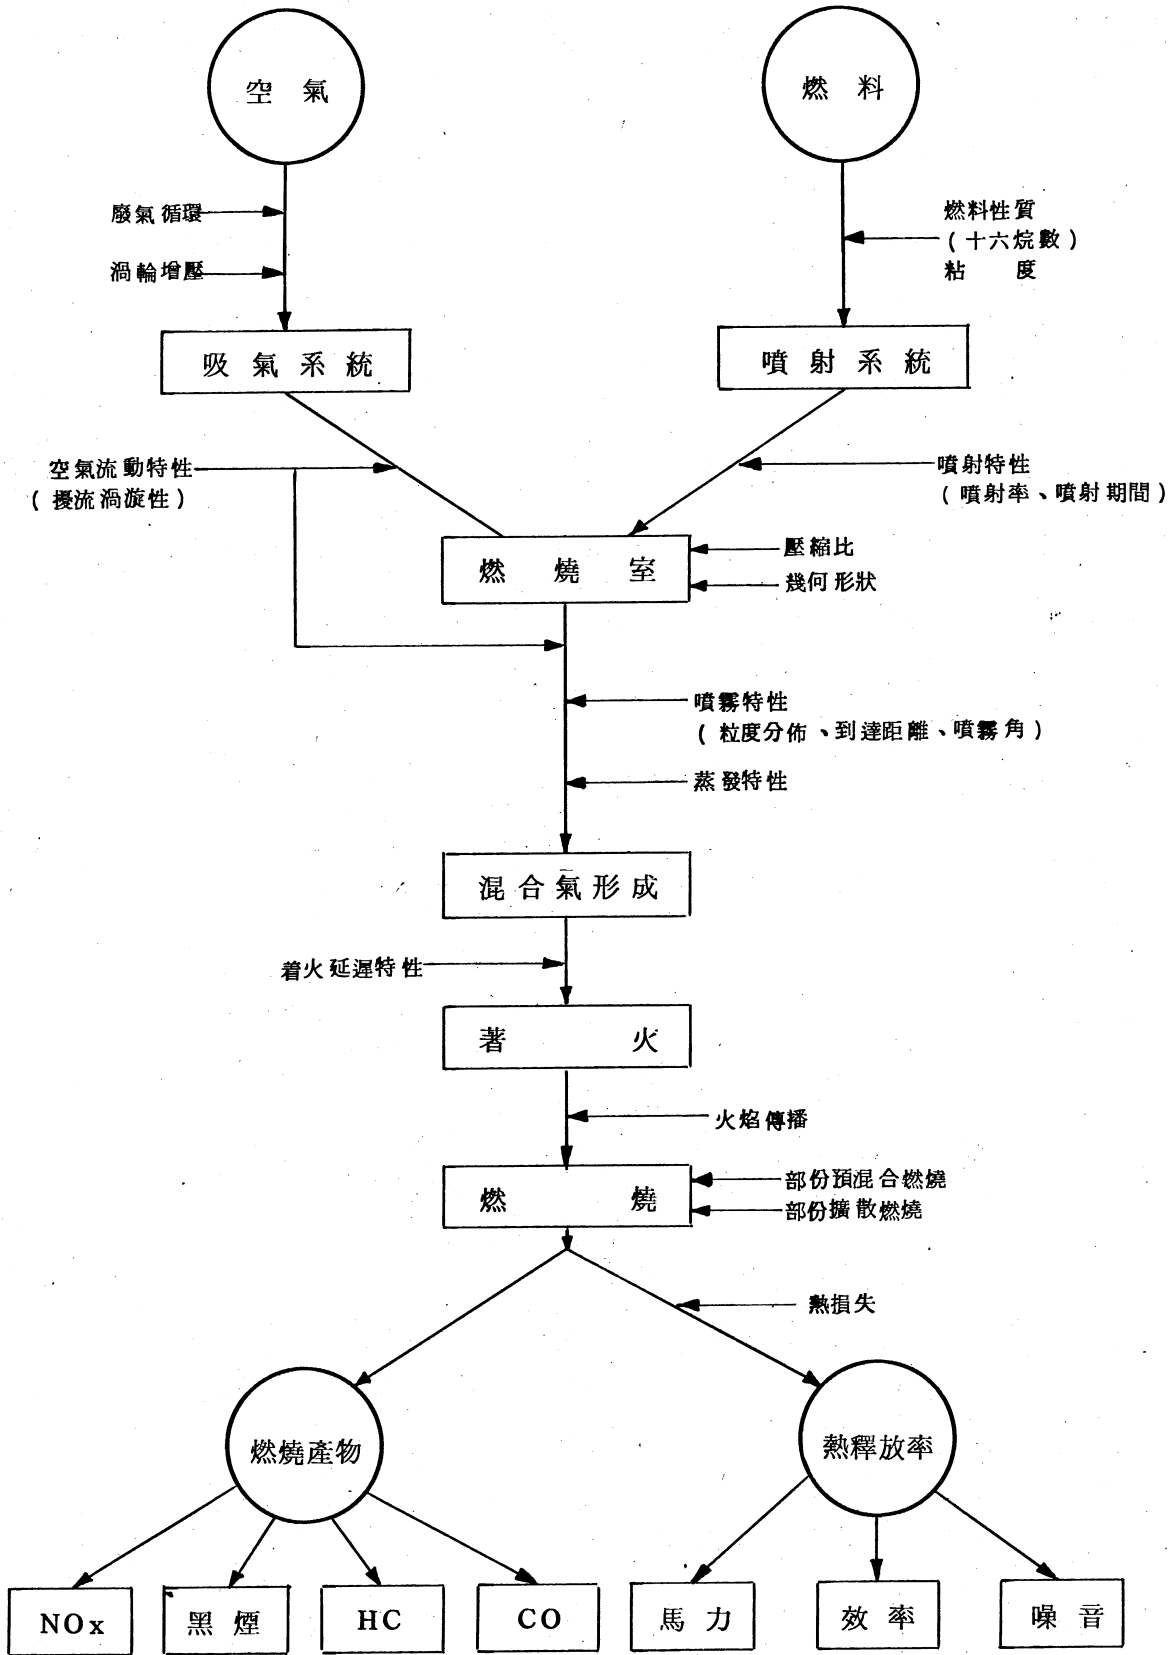 空氣
燃料
廢氣循環
渦輪增壓
燃料性質
(十六烷數)
粘度
吸氣系統
噴射系統
空氣流動特性
(擾流渦漩性)
噴射特性
(噴射率、噴射期間)
燃燒室
壓縮比
幾何形狀
噴霧特性
(粒度分佈、到達距離、噴霧角)
蒸發特性
混合氣形成
着火延遲特性
著火
火焰傳播
燃燒
部份預混合燃燒
部份擴散燃燒
熱損失
燃燒產物
熱釋放率
NOx
黑煙
HC
CO
馬力
效率
噪音